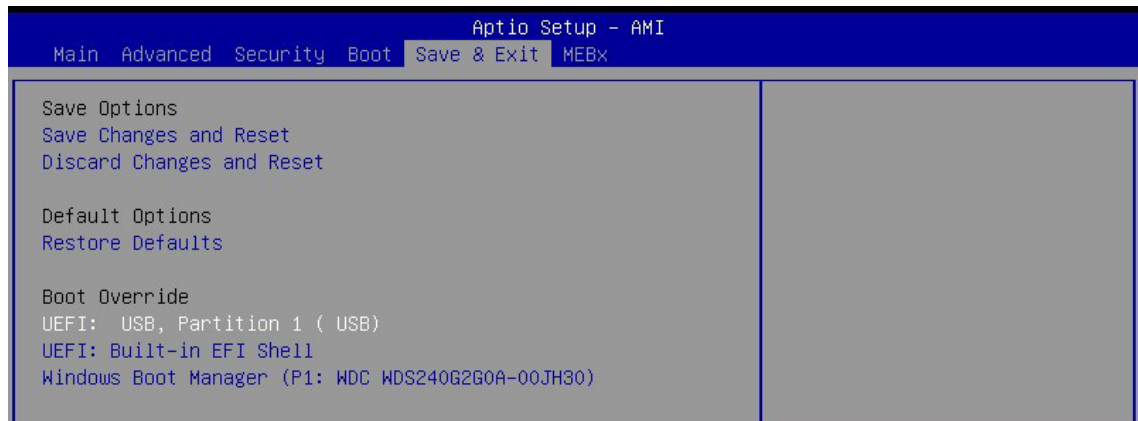 Aptio Setup - AMI
Main Advanced Security Boot Save & Exit MEBx
Save Options
Save Changes and Reset
Discard Changes and Reset
Default Options
Restore Defaults
Boot Override
UEFI:  USB, Partition 1 ( USB)
UEFI: Built-in EFI Shell
Windows Boot Manager (P1: WDC WDS240G2G0A-00JH30)